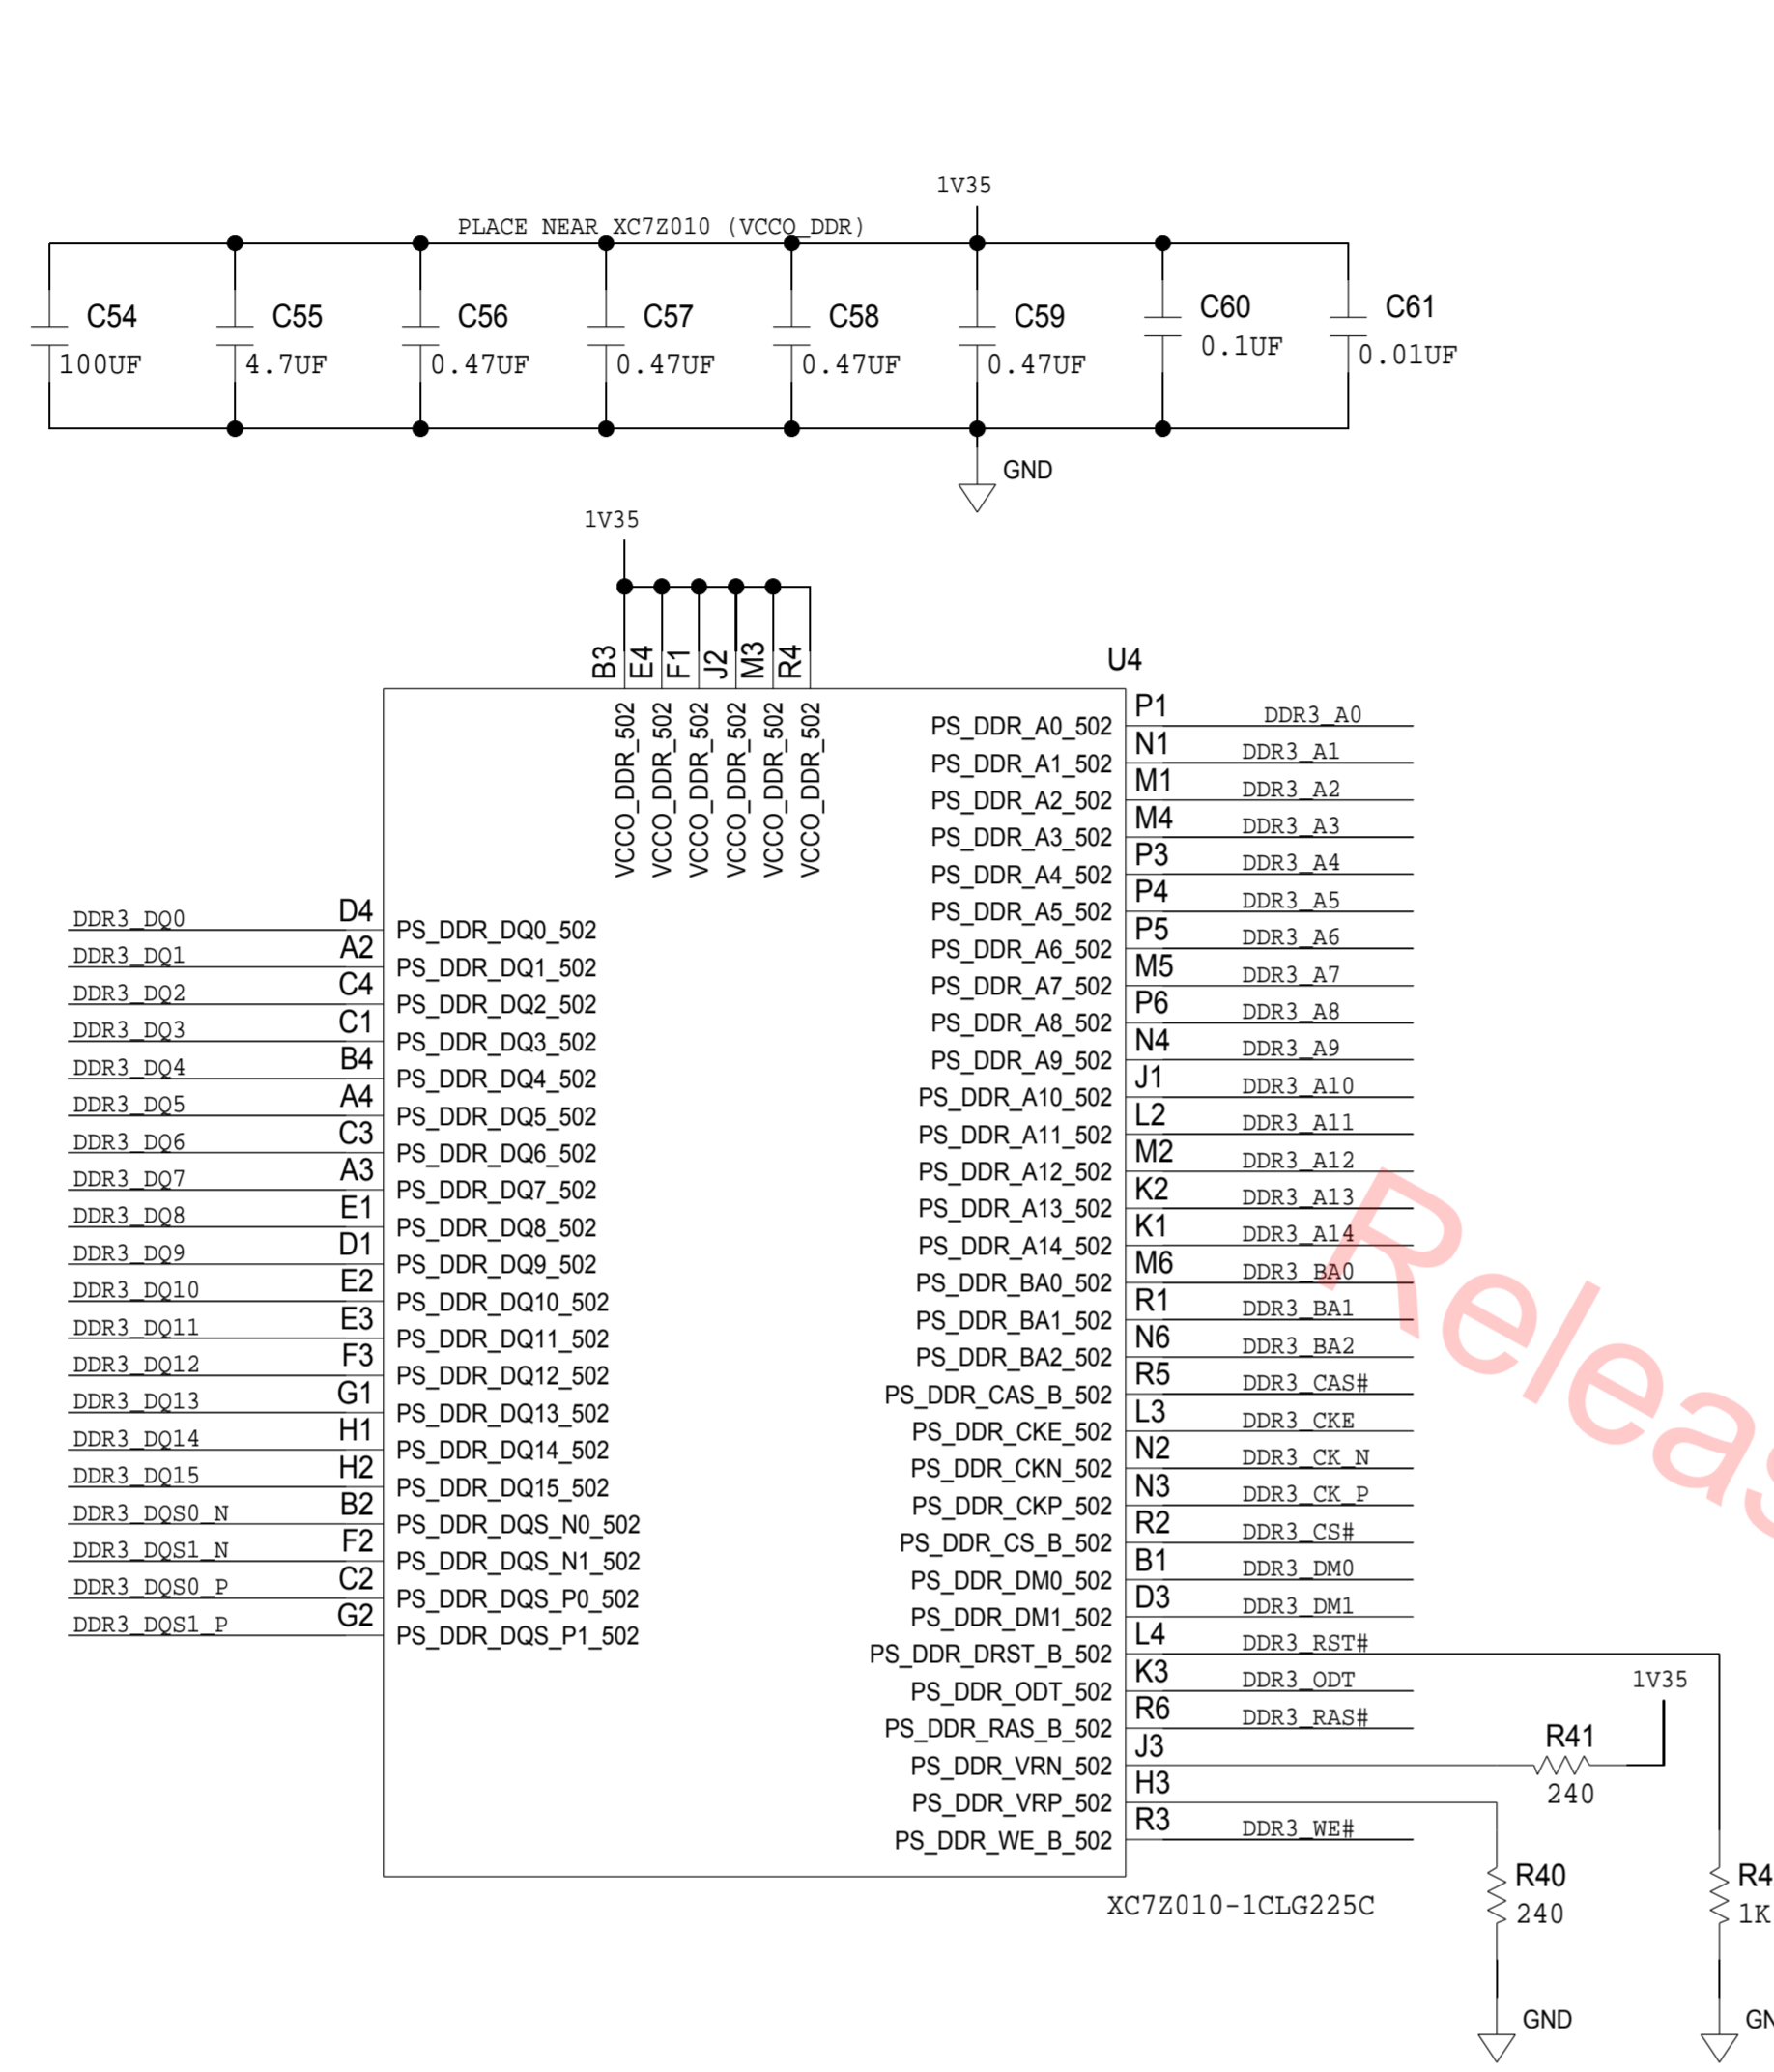 1V35
PLACE NEAR XC7Z010 (VCCO_DDR)
C54 C55 C56 C57 C58 C59 C60 C61
100UF 4.7UF 0.47UF 0.47UF 0.47UF 0.47UF 0.1UF 0.01UF
GND
1V35
B3 E4 F1 J2 M3 R4
U4
VCCO_DDR_502 VCCO_DDR_502 VCCO_DDR_502 VCCO_DDR_502 VCCO_DDR_502 VCCO_DDR_502
DDR3_DQ0 D4 PS_DDR_DQ0_502
DDR3_DQ1 A2 PS_DDR_DQ1_502
DDR3_DQ2 C4 PS_DDR_DQ2_502
DDR3_DQ3 C1 PS_DDR_DQ3_502
DDR3_DQ4 B4 PS_DDR_DQ4_502
DDR3_DQ5 A4 PS_DDR_DQ5_502
DDR3_DQ6 C3 PS_DDR_DQ6_502
DDR3_DQ7 A3 PS_DDR_DQ7_502
DDR3_DQ8 E1 PS_DDR_DQ8_502
DDR3_DQ9 D1 PS_DDR_DQ9_502
DDR3_DQ10 E2 PS_DDR_DQ10_502
DDR3_DQ11 E3 PS_DDR_DQ11_502
DDR3_DQ12 F3 PS_DDR_DQ12_502
DDR3_DQ13 G1 PS_DDR_DQ13_502
DDR3_DQ14 H1 PS_DDR_DQ14_502
DDR3_DQ15 H2 PS_DDR_DQ15_502
DDR3_DQS0_N B2 PS_DDR_DQS_N0_502
DDR3_DQS1_N F2 PS_DDR_DQS_N1_502
DDR3_DQS0_P C2 PS_DDR_DQS_P0_502
DDR3_DQS1_P G2 PS_DDR_DQS_P1_502
PS_DDR_A0_502 P1 DDR3_A0
PS_DDR_A1_502 N1 DDR3_A1
PS_DDR_A2_502 M1 DDR3_A2
PS_DDR_A3_502 M4 DDR3_A3
PS_DDR_A4_502 P3 DDR3_A4
PS_DDR_A5_502 P4 DDR3_A5
PS_DDR_A6_502 P5 DDR3_A6
PS_DDR_A7_502 M5 DDR3_A7
PS_DDR_A8_502 P6 DDR3_A8
PS_DDR_A9_502 N4 DDR3_A9
PS_DDR_A10_502 J1 DDR3_A10
PS_DDR_A11_502 L2 DDR3_A11
PS_DDR_A12_502 M2 DDR3_A12
PS_DDR_A13_502 K2 DDR3_A13
PS_DDR_A14_502 K1 DDR3_A14
PS_DDR_BA0_502 M6 DDR3_BA0
PS_DDR_BA1_502 R1 DDR3_BA1
PS_DDR_BA2_502 N6 DDR3_BA2
PS_DDR_CAS_B_502 R5 DDR3_CAS#
PS_DDR_CKE_502 L3 DDR3_CKE
PS_DDR_CKN_502 N2 DDR3_CK_N
PS_DDR_CKP_502 N3 DDR3_CK_P
PS_DDR_CS_B_502 R2 DDR3_CS#
PS_DDR_DM0_502 B1 DDR3_DM0
PS_DDR_DM1_502 D3 DDR3_DM1
PS_DDR_DRST_B_502 L4 DDR3_RST#
PS_DDR_ODT_502 K3 DDR3_ODT
PS_DDR_RAS_B_502 R6 DDR3_RAS#
PS_DDR_VRN_502 J3
PS_DDR_VRP_502 H3
PS_DDR_WE_B_502 R3 DDR3_WE#
1V35
R41
240
XC7Z010-1CLG225C
R40
240
1K
GND